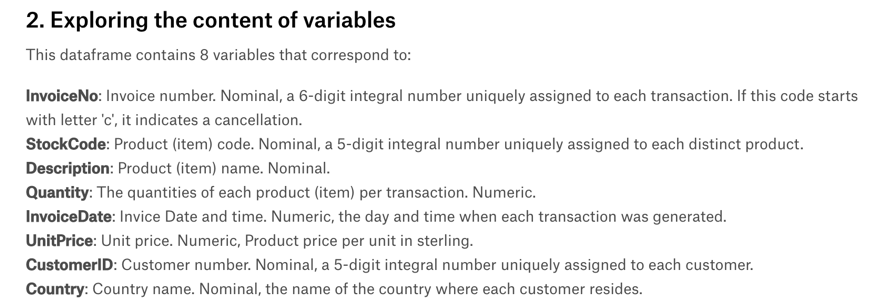 2. Exploring the content of variables
This dataframe contains 8 variables that correspond to:
InvoiceNo: Invoice number. Nominal, a 6-digit integral number uniquely assigned to each transaction. If this code starts
with letter 'c', it indicates a cancellation.
StockCode: Product (item) code. Nominal, a 5-digit integral number uniquely assigned to each distinct product.
Description: Product (item) name. Nominal.
Quantity: The quantities of each product (item) per transaction. Numeric.
InvoiceDate: Invice Date and time. Numeric, the day and time when each transaction was generated.
UnitPrice: Unit price. Numeric, Product price per unit in sterling.
CustomerID: Customer number. Nominal, a 5-digit integral number uniquely assigned to each customer.
Country: Country name. Nominal, the name of the country where each customer resides.